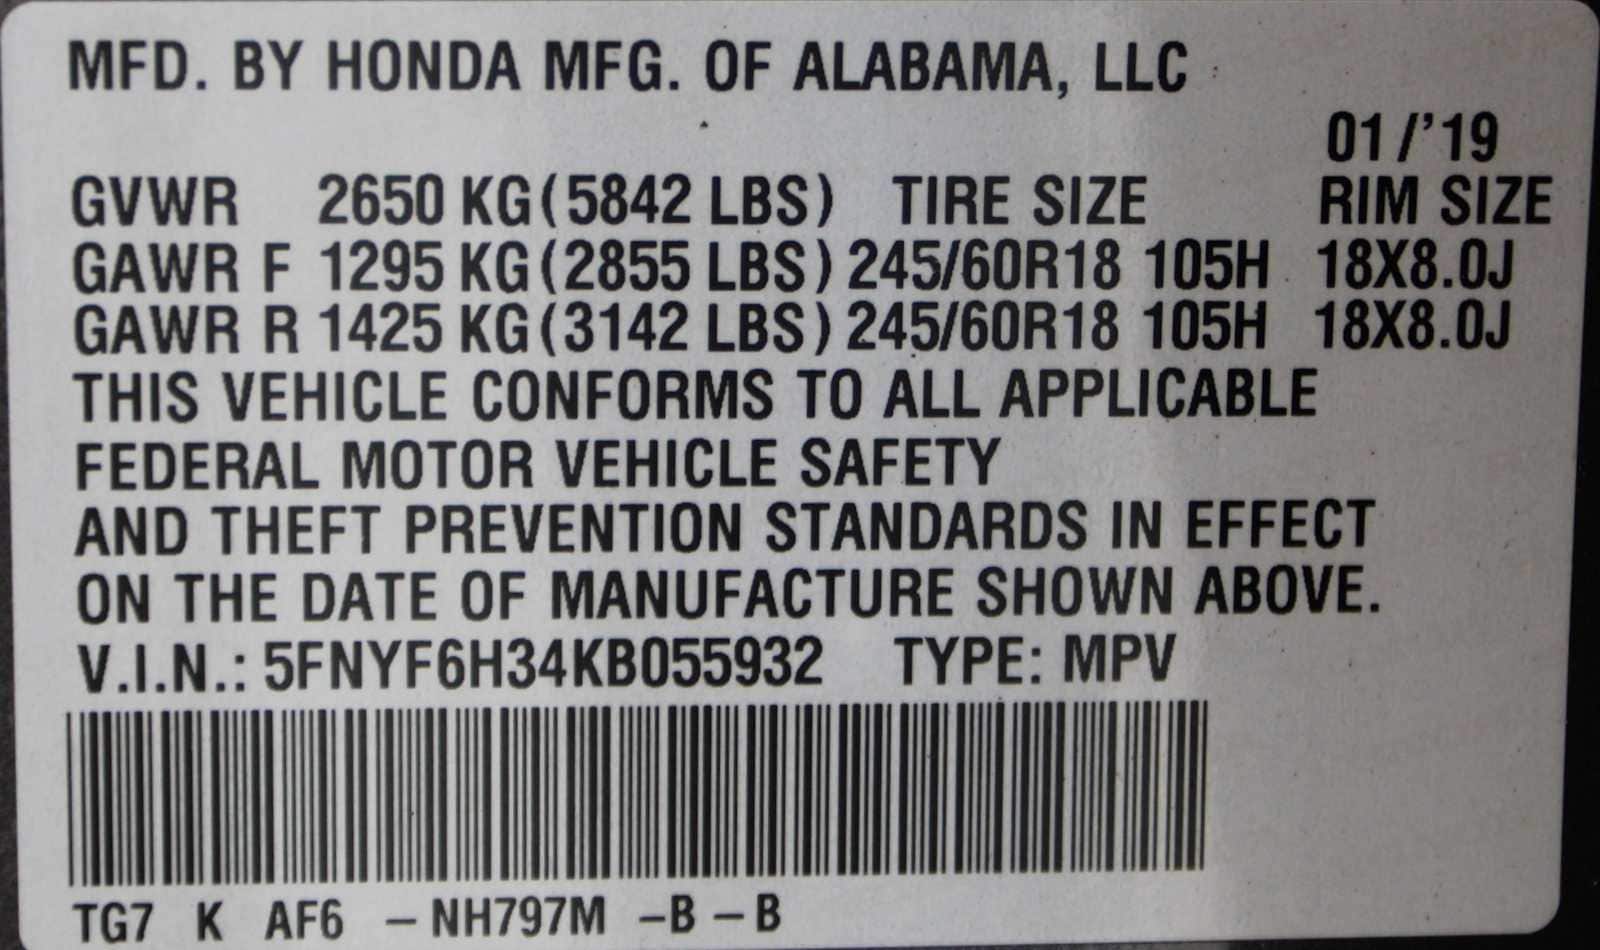 MFD. BY HONDA MFG. OF ALABAMA, LLC
01/'19
GVWR 2650 KG(5842 LBS) TIRE SIZE RIM SIZE
GAWR F 1295 KG(2855 LBS) 245/60R18 105H 18X8.0J
GAWR R 1425 KG(3142 LBS) 245/60R18 105H 18X8.0J
THIS VEHICLE CONFORMS TO ALL APPLICABLE
FEDERAL MOTOR VEHICLE SAFETY
AND THEFT PREVENTION STANDARDS IN EFFECT
ON THE DATE OF MANUFACTURE SHOWN ABOVE.
V.I.N.: 5FNYF6H34KB055932 TYPE: MPV
TG7 K AF6 – NH797M –B – B